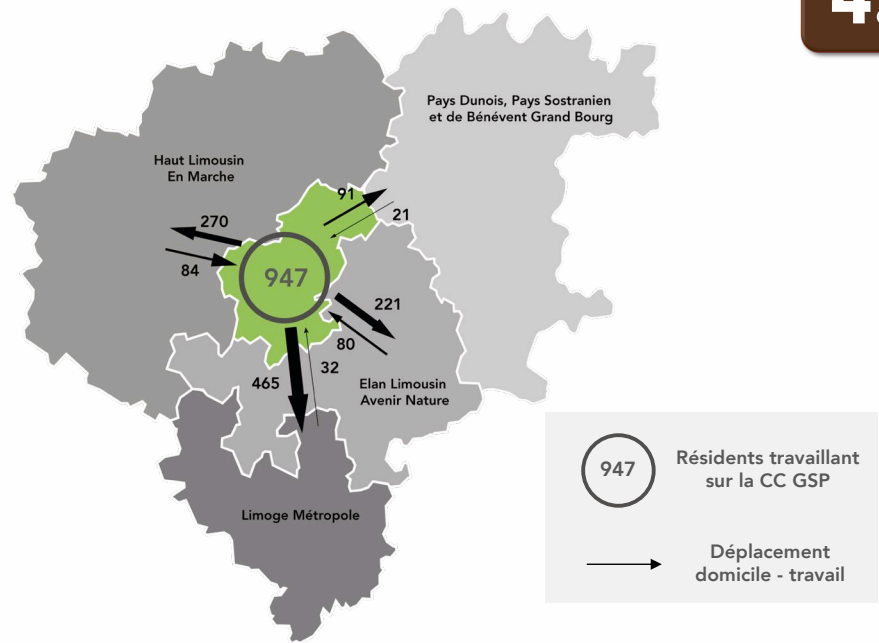 4.
Pays Dunois, Pays Sostranien
et de Bénévent Grand Bourg
Haut Limousin
En Marche
91
270
21
84
947
221
80
32
465
Elan Limousin
Avenir Nature
947
Résidents travaillant
sur la CC GSP
Limoge Métropole
Déplacement
domicile - travail